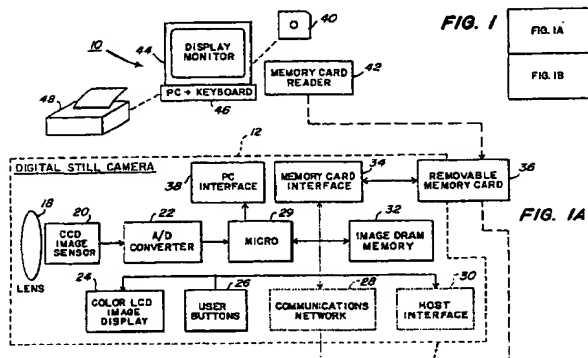 FIG. 1
FIG. 1A
FIG. 1B
10
44
DISPLAY
MONITOR
40
42
MEMORY CARD
READER
48
PC + KEYBOARD
46
12
DIGITAL STILL CAMERA
38
PC
INTERFACE
34
MEMORY CARD
INTERFACE
36
REMOVABLE
MEMORY CARD
FIG. 1A
18
LENS
20
CCD
IMAGE
SENSOR
22
A/D
CONVERTER
29
MICRO
32
IMAGE DRAM
MEMORY
24
COLOR LCD
IMAGE
DISPLAY
26
USER
BUTTONS
28
COMMUNICATIONS
NETWORK
30
HOST
INTERFACE